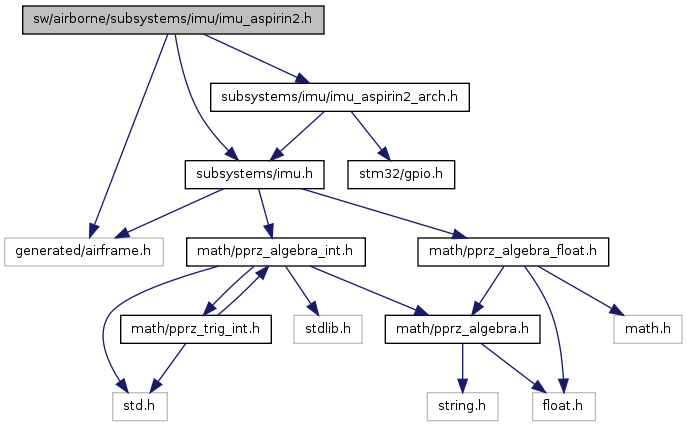 sw/airborne/subsystems/imu/imu_aspirin2.h
subsystems/imu/imu_aspirin2_arch.h
subsystems/imu.h
stm32/gpio.h
generated/airframe.h
math/pprz_algebra_int.h
math/pprz_algebra_float.h
math/pprz_trig_int.h
stdlib.h
math/pprz_algebra.h
math.h
std.h
string.h
float.h